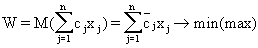 W = M(∑_{j=1}^{n} c_j x_j) = ∑_{j=1}^{n} c̄_j x_j → min(max)